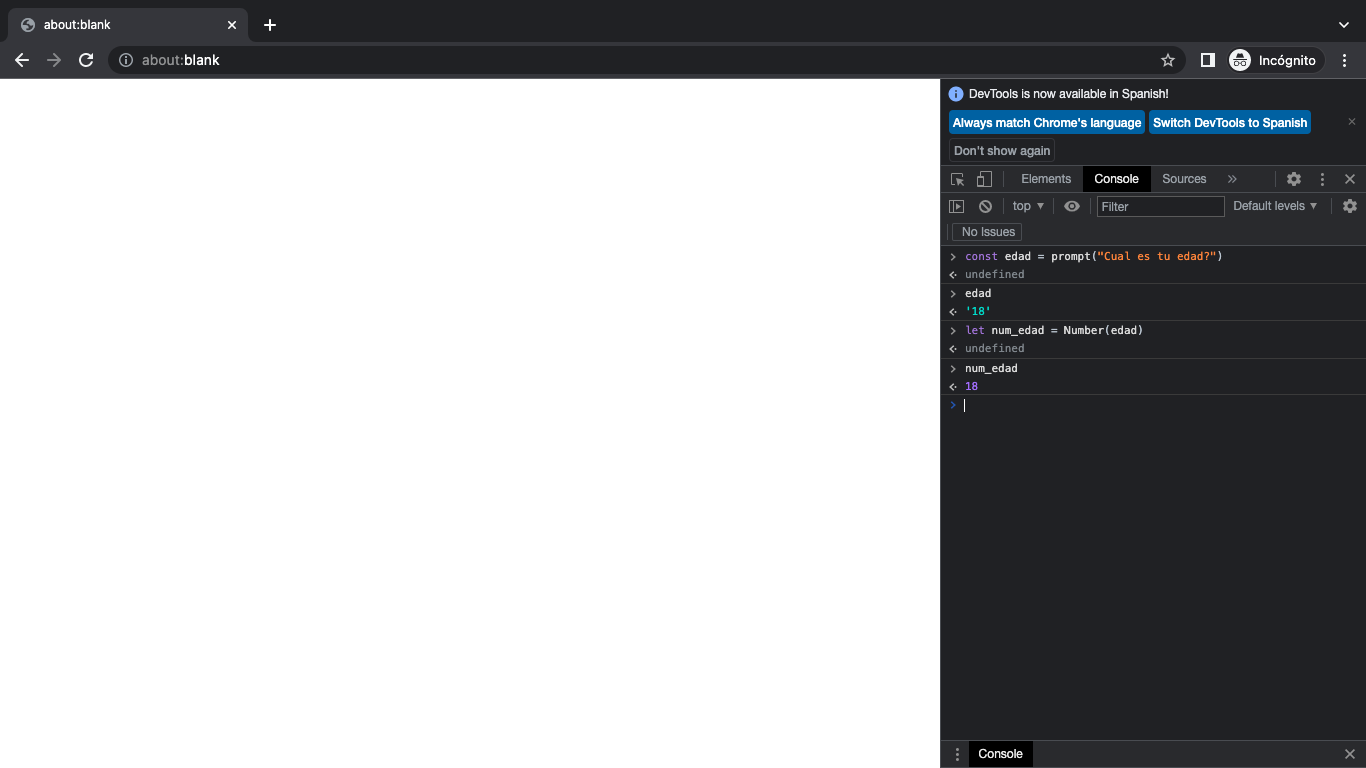 about:blank
about:blank
Incógnito
DevTools is now available in Spanish!
Always match Chrome's language Switch DevTools to Spanish
Don't show again
Elements Console Sources
top Filter Default levels
No Issues
const edad = prompt("Cual es tu edad?")
undefined
edad
'18'
let num_edad = Number(edad)
undefined
num_edad
18
Console